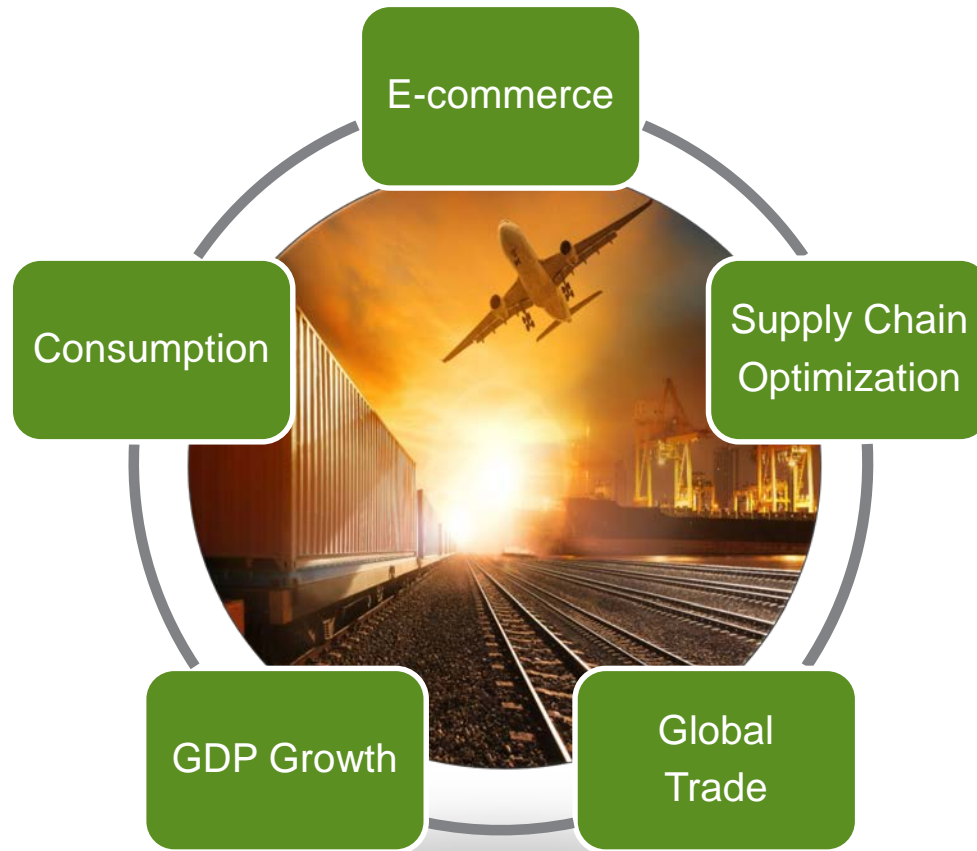 E-commerce
Supply Chain
Optimization
Global
Trade
GDP Growth
Consumption